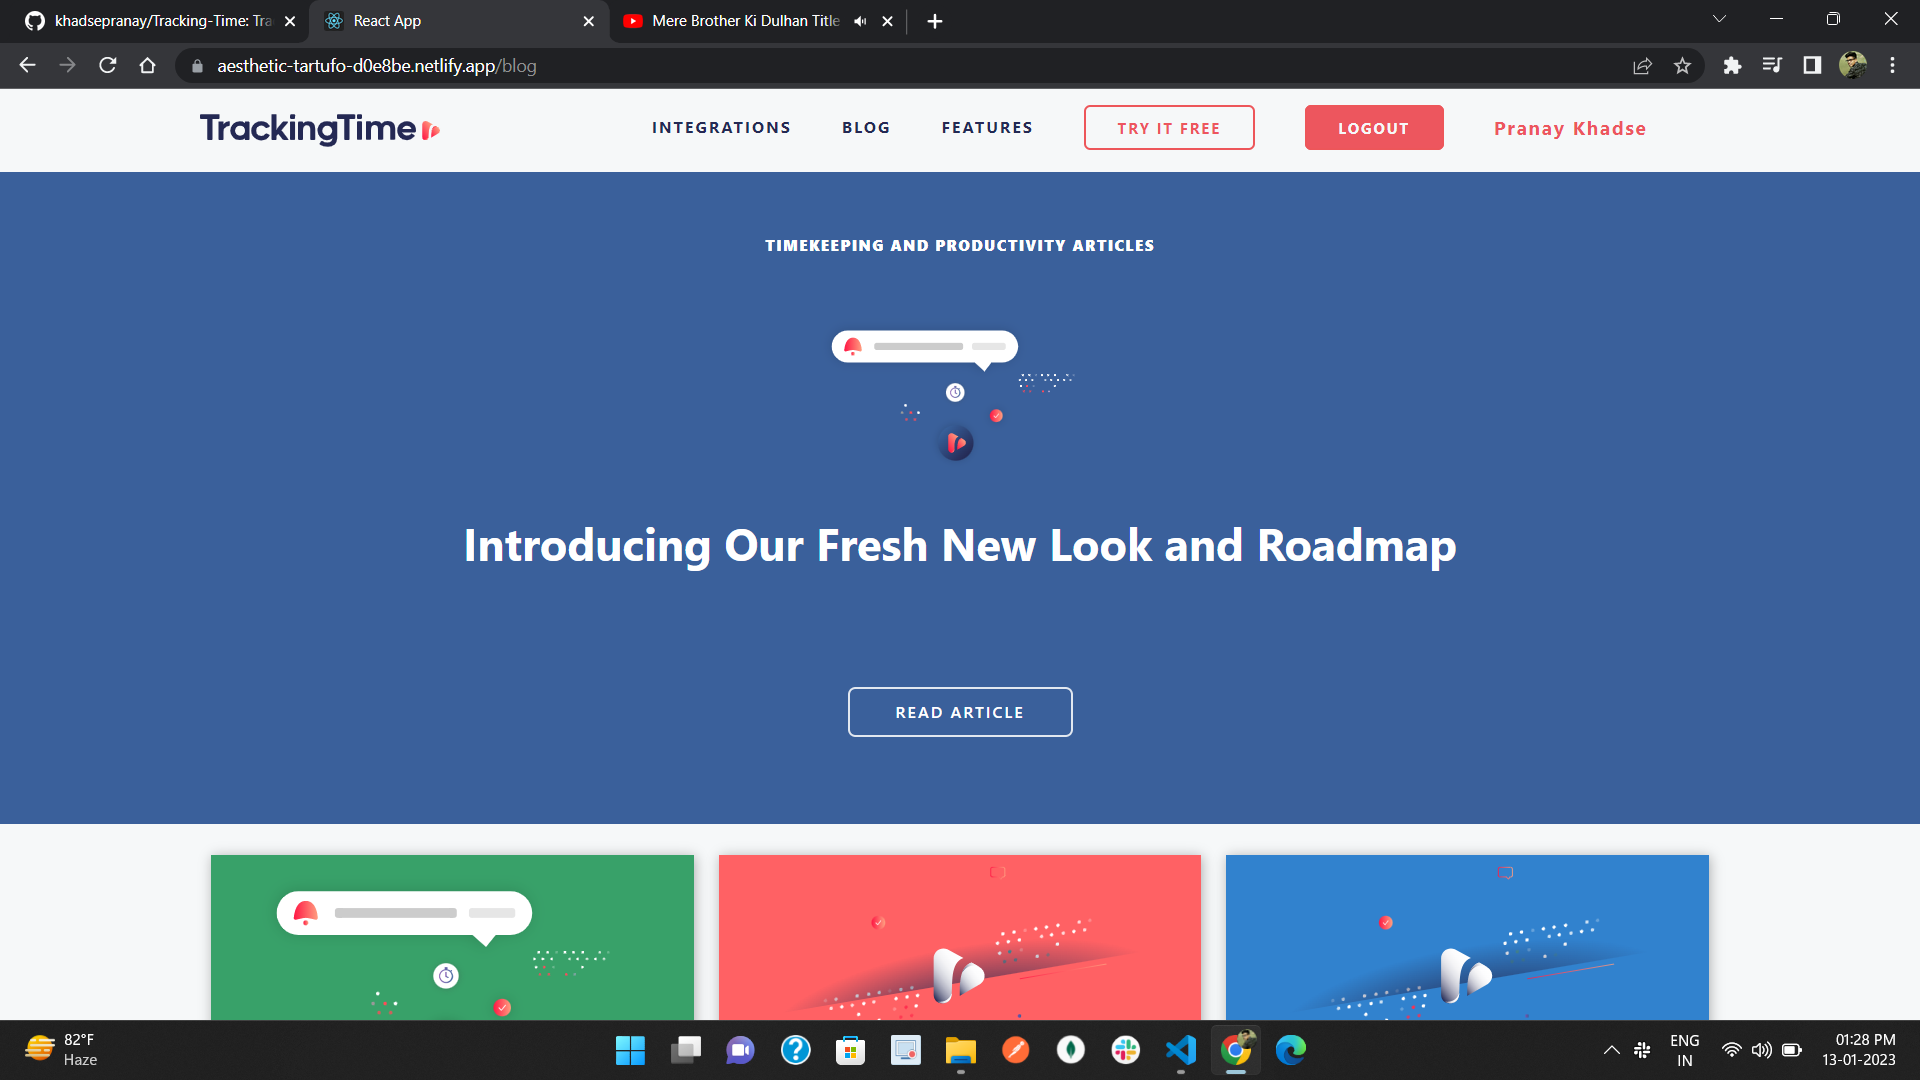 khadsepranay/Tracking-Time: Tra
React App
Mere Brother Ki Dulhan Title
aesthetic-tartufo-d0e8be.netlify.app/blog
TrackingTime
INTEGRATIONS
BLOG
FEATURES
TRY IT FREE
LOGOUT
Pranay Khadse
TIMEKEEPING AND PRODUCTIVITY ARTICLES
Introducing Our Fresh New Look and Roadmap
READ ARTICLE
82°F
Haze
ENG
IN
01:28 PM
13-01-2023